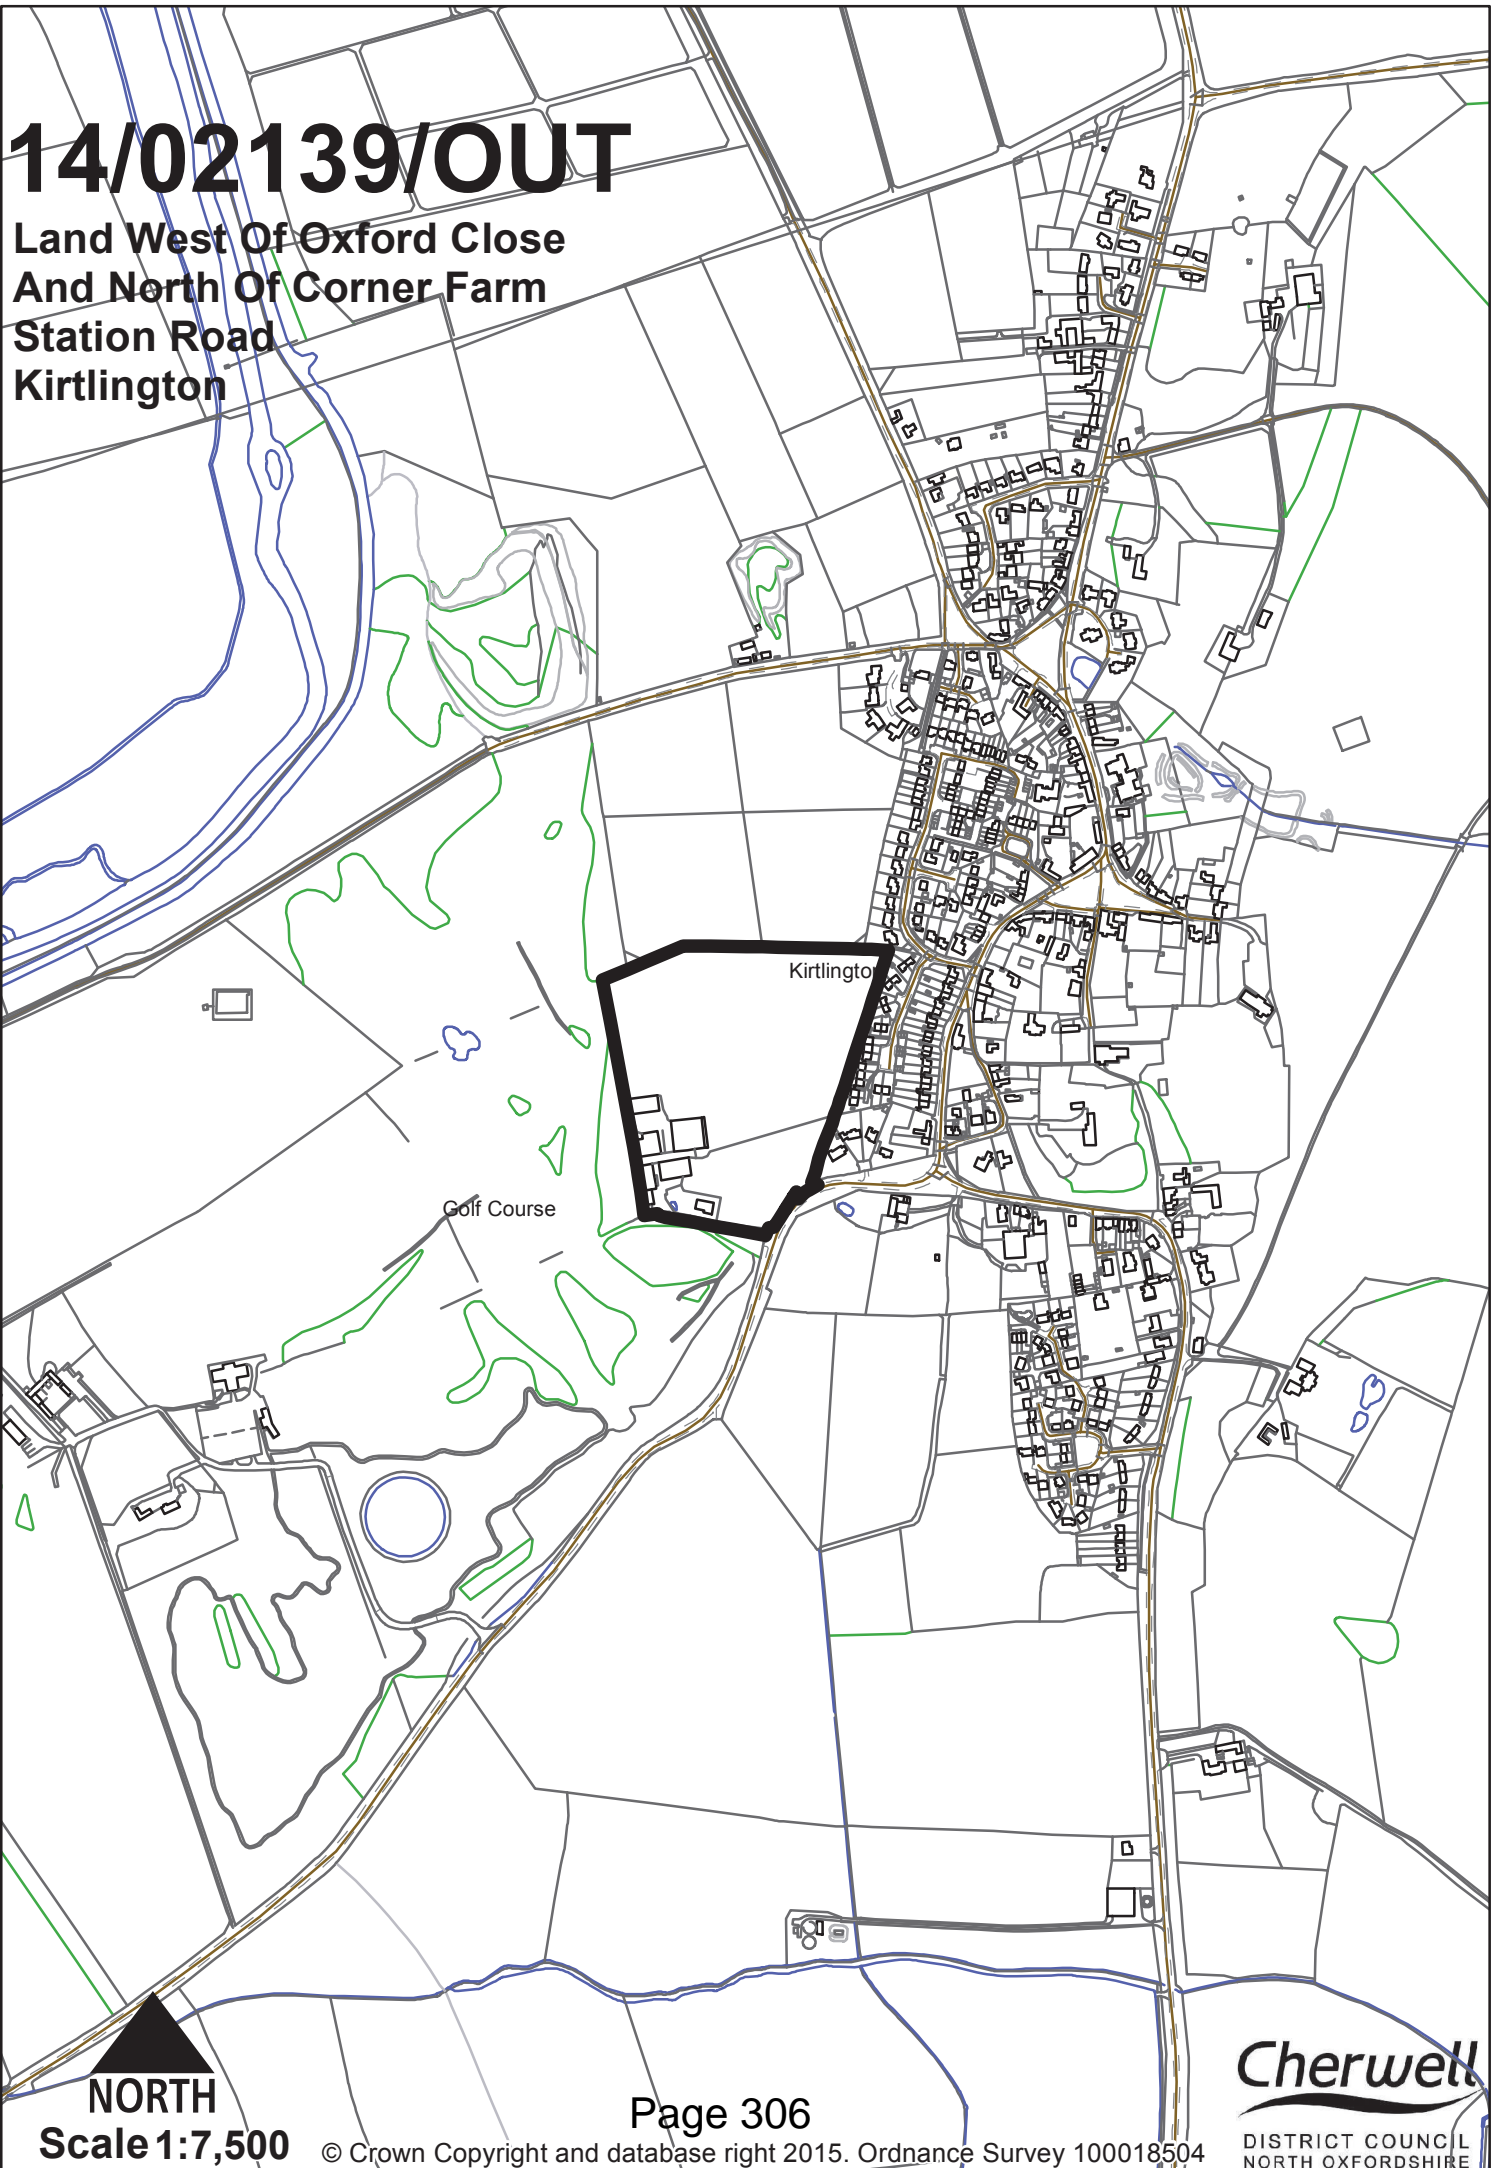 14/02139/OUT
Land West Of Oxford Close
And North Of Corner Farm
Station Road
Kirtlington
Kirtlington
Golf Course
NORTH
Scale 1:7,500
Page 306
© Crown Copyright and database right 2015. Ordnance Survey 100018504
Cherwell
DISTRICT COUNCIL
NORTH OXFORDSHIRE